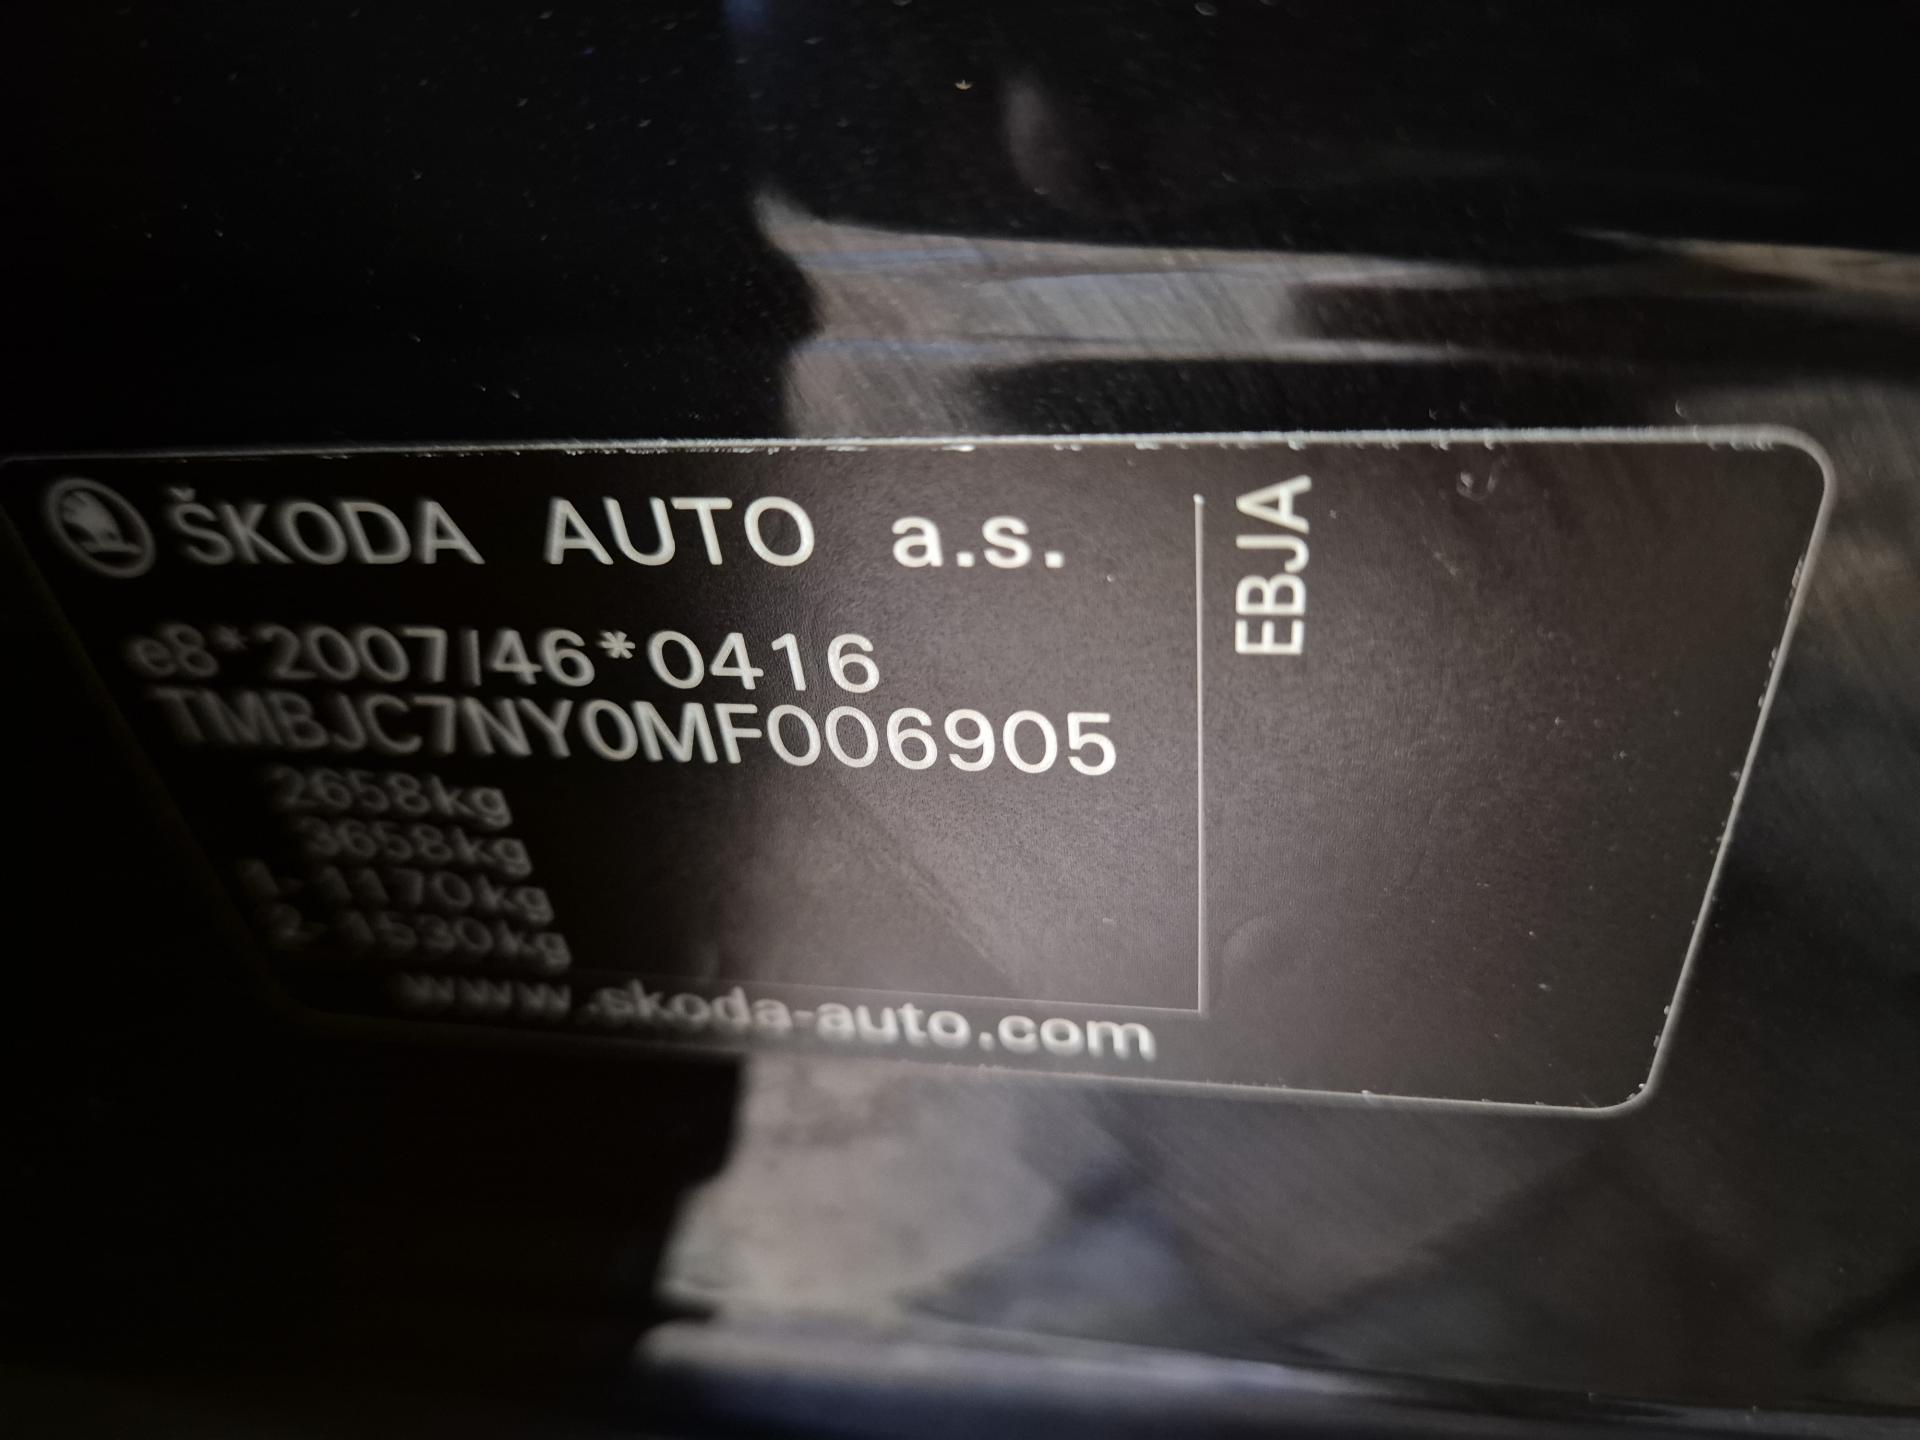 ŠKODA AUTO a.s.
e8*2007/46*0416
TMBJC7NY0MF006905
2658kg
3658kg
1-1170kg
2-1530kg
www.skoda-auto.com
EBJA